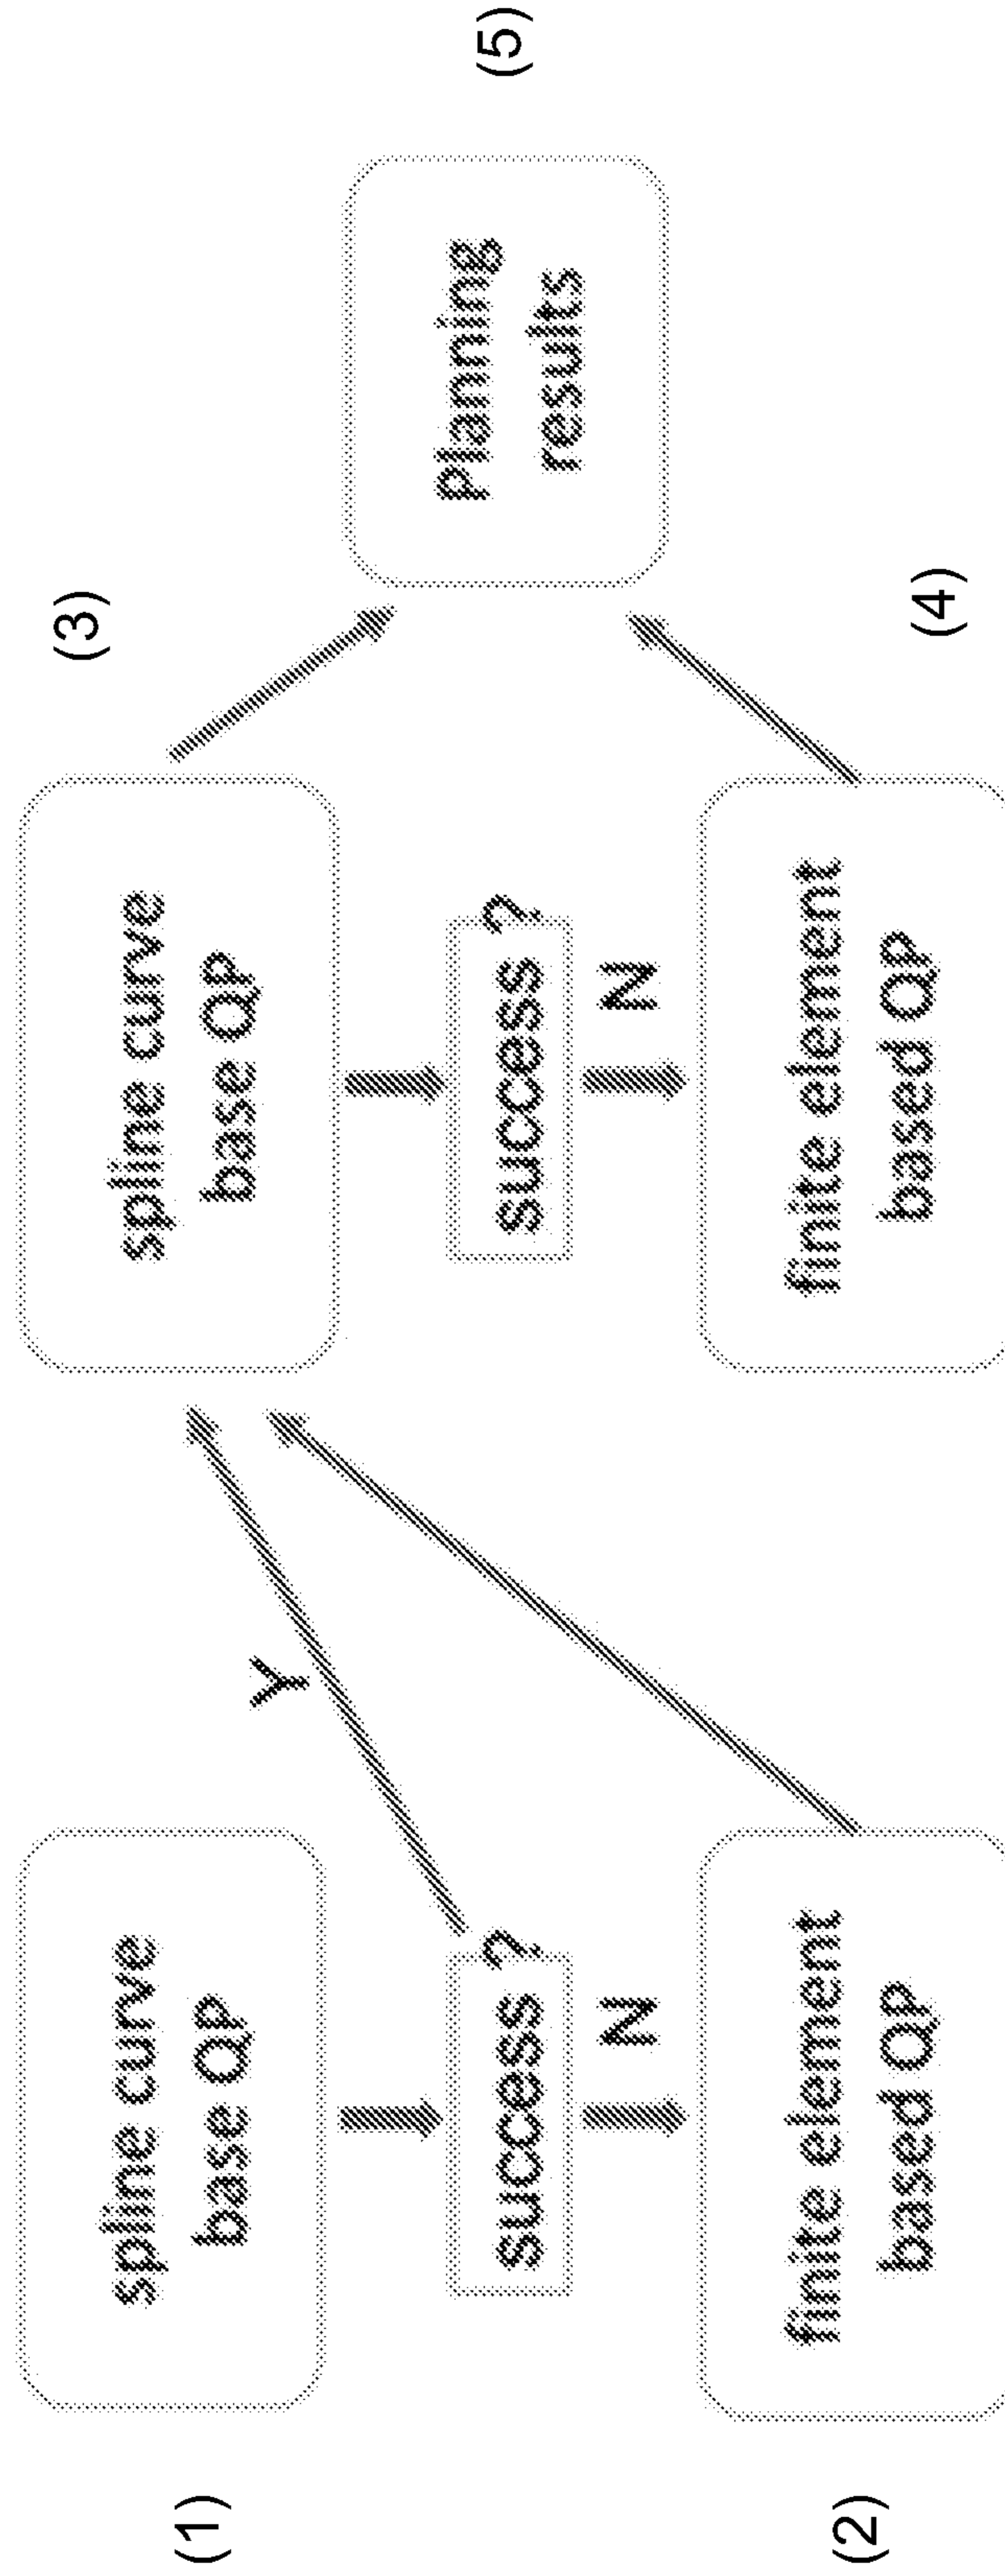 (1)
spline curve
base QP
success ?
Y
N
(2)
finite element
based QP
(3)
spline curve
base QP
success ?
N
(4)
finite element
based QP
(5)
Planning
results